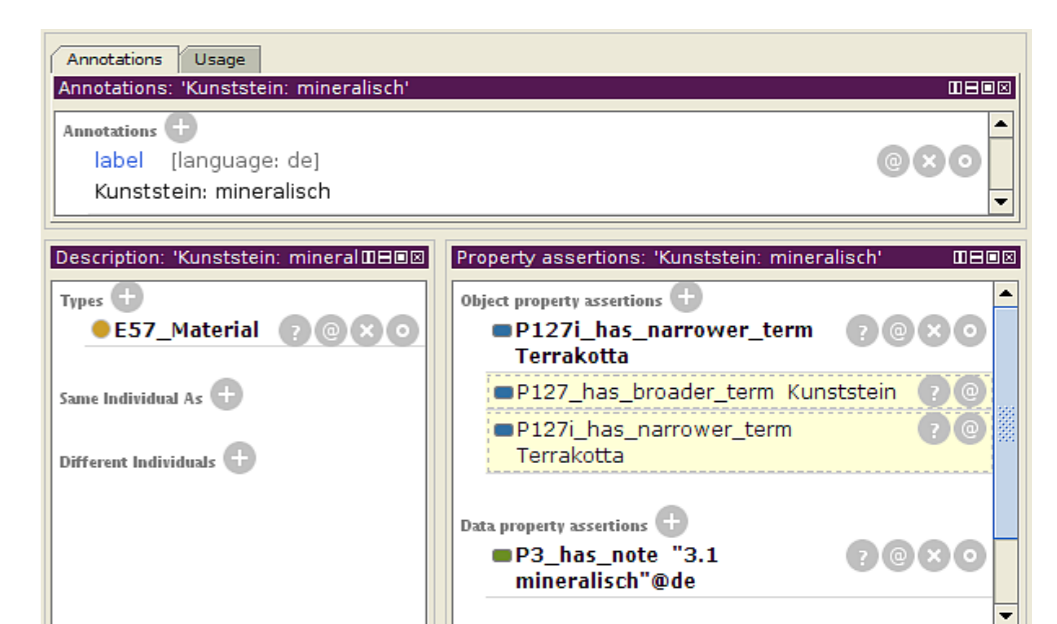 Annotations Usage
Annotations: 'Kunststein: mineralisch'
Annotations
label [language: de]
Kunststein: mineralisch
Description: 'Kunststein: mineral
Types
E57_Material
Same Individual As
Different Individuals
Property assertions: 'Kunststein: mineralisch'
Object property assertions
P127i_has_narrower_term
Terrakotta
P127_has_broader_term Kunststein
P127i_has_narrower_term
Terrakotta
Data property assertions
P3_has_note "3.1
mineralisch"@de